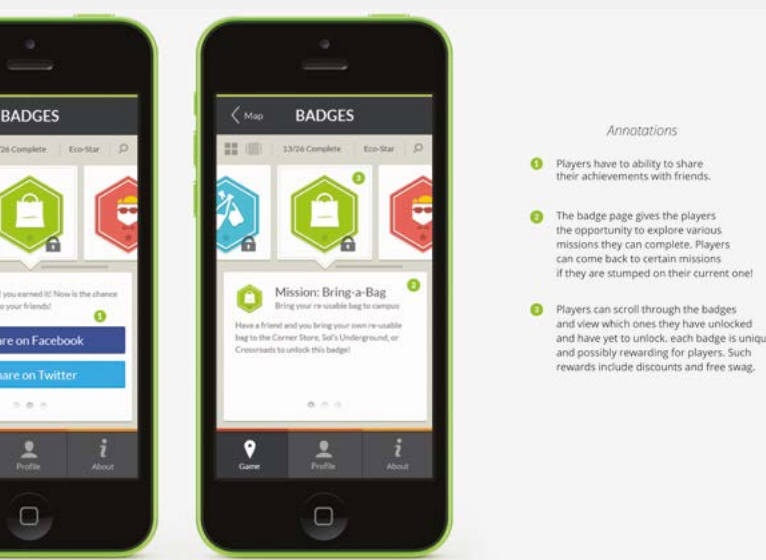 BADGES
26 Complete
Eco-Star
you earned it! Now is the chance
o your friends!
1
re on Facebook
hare on Twitter
Profile
i
About
Map
BADGES
13/26 Complete
Eco-Star
3
2
Mission: Bring-a-Bag
Bring your re-usable bag to campus
Have a friend and you bring your own re-usable
bag to the Corner Store, Sol's Underground, or
Crossroads to unlock this badge!
Game
Profile
i
About
Annotations
1 Players have to ability to share
their achievements with friends.
2 The badge page gives the players
the opportunity to explore various
missions they can complete. Players
can come back to certain missions
if they are stumped on their current one!
3 Players can scroll through the badges
and view which ones they have unlocked
and have yet to unlock. each badge is uniqu
and possibly rewarding for players. Such
rewards include discounts and free swag.